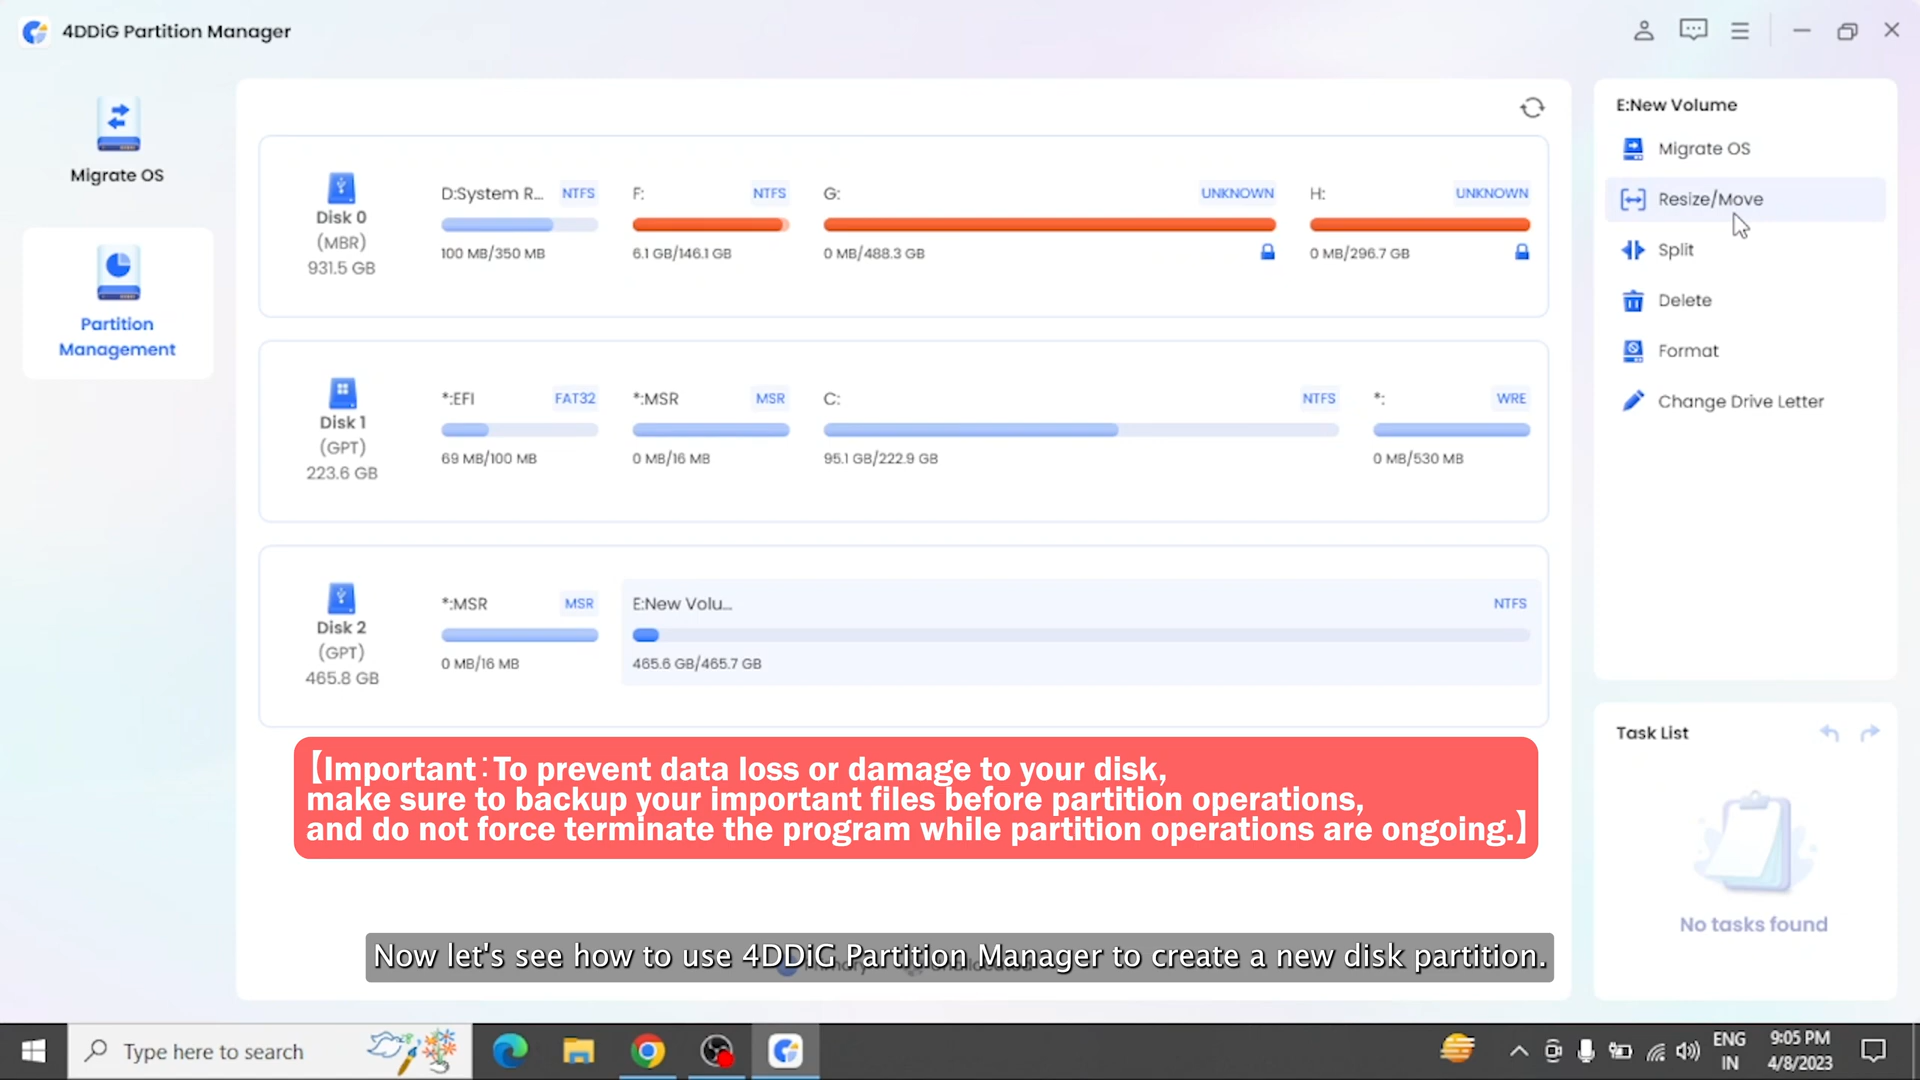 4DDiG Partition Manager
Migrate OS
Partition
Management
Disk 0
(MBR)
931.5 GB
D:System R... NTFS
100 MB/350 MB
F: NTFS
6.1 GB/146.1 GB
G: UNKNOWN
0 MB/488.3 GB
H: UNKNOWN
0 MB/296.7 GB
Disk 1
(GPT)
223.6 GB
*:EFI FAT32
69 MB/100 MB
*:MSR MSR
0 MB/16 MB
C: NTFS
95.1 GB/222.9 GB
*: WRE
0 MB/530 MB
Disk 2
(GPT)
465.8 GB
*:MSR MSR
0 MB/16 MB
E:New Volu... NTFS
465.6 GB/465.7 GB
E:New Volume
Migrate OS
Resize/Move
Split
Delete
Format
Change Drive Letter
Task List
No tasks found
【Important:To prevent data loss or damage to your disk,
make sure to backup your important files before partition operations,
and do not force terminate the program while partition operations are ongoing.】
Now let's see how to use 4DDiG Partition Manager to create a new disk partition.
Type here to search
ENG
IN
9:05 PM
4/8/2023